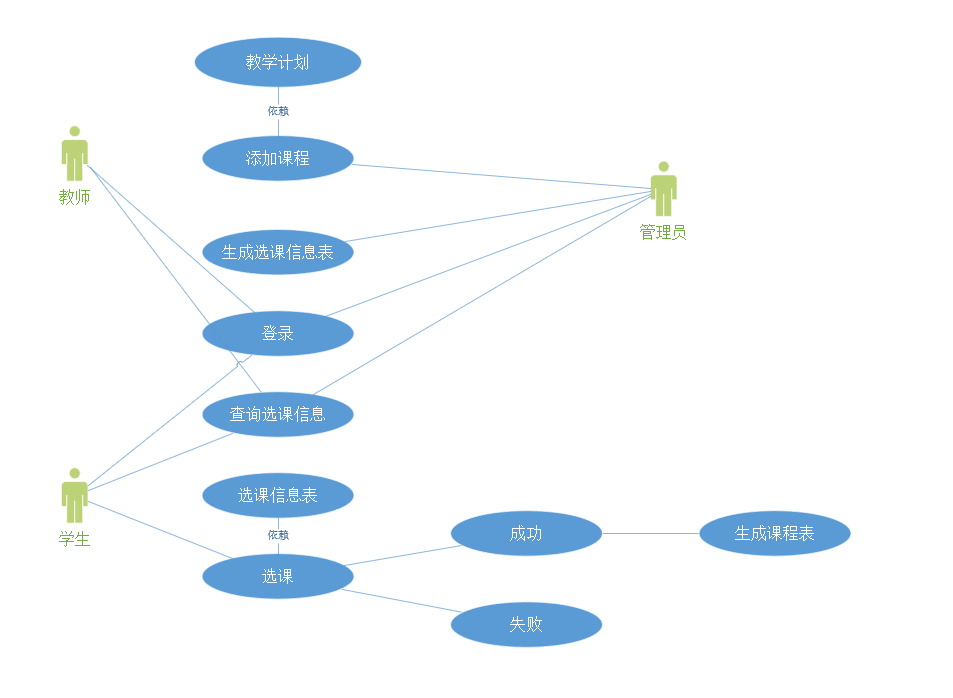 教学计划
依赖
添加课程
教师
管理员
生成选课信息表
登录
查询选课信息
选课信息表
学生
依赖
成功
生成课程表
选课
失败